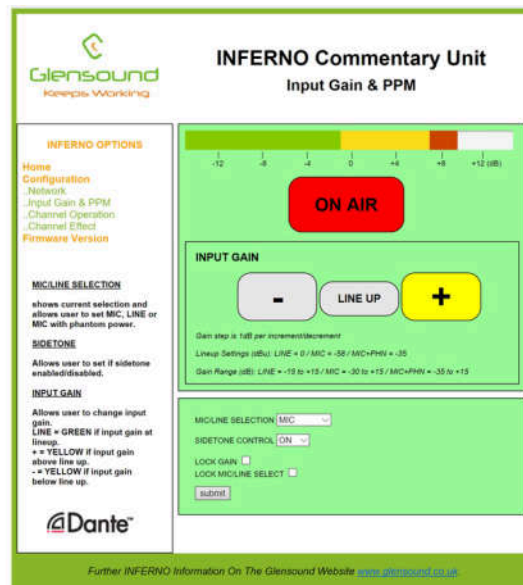 Glensound
Keeps Working
INFERNO Commentary Unit
Input Gain & PPM
INFERNO OPTIONS
Home
Configuration
..Network
..Input Gain & PPM
..Channel Operation
..Channel Effect
Firmware Version
MIC/LINE SELECTION
shows current selection and
allows user to set MIC, LINE or
MIC with phantom power.
SIDETONE
Allows user to set if sidetone
enabled/disabled.
INPUT GAIN
Allows user to change input
gain.
LINE = GREEN if input gain at
lineup.
+ = YELLOW if input gain
above line up.
- = YELLOW if input gain
below line up.
Dante™
-12 -8 -4 0 +4 +8 +12 (dB)
ON AIR
INPUT GAIN
- LINE UP +
Gain step is 1dB per increment/decrement
Lineup Settings (dBu): LINE = 0 / MIC = -58 / MIC+PHN = -35
Gain Range (dB): LINE = -15 to +15 / MIC = -30 to +15 / MIC+PHN = -35 to +15
MIC/LINE SELECTION MIC
SIDETONE CONTROL ON
LOCK GAIN
LOCK MIC/LINE SELECT
submit
Further INFERNO Information On The Glensound Website www.glensound.co.uk.